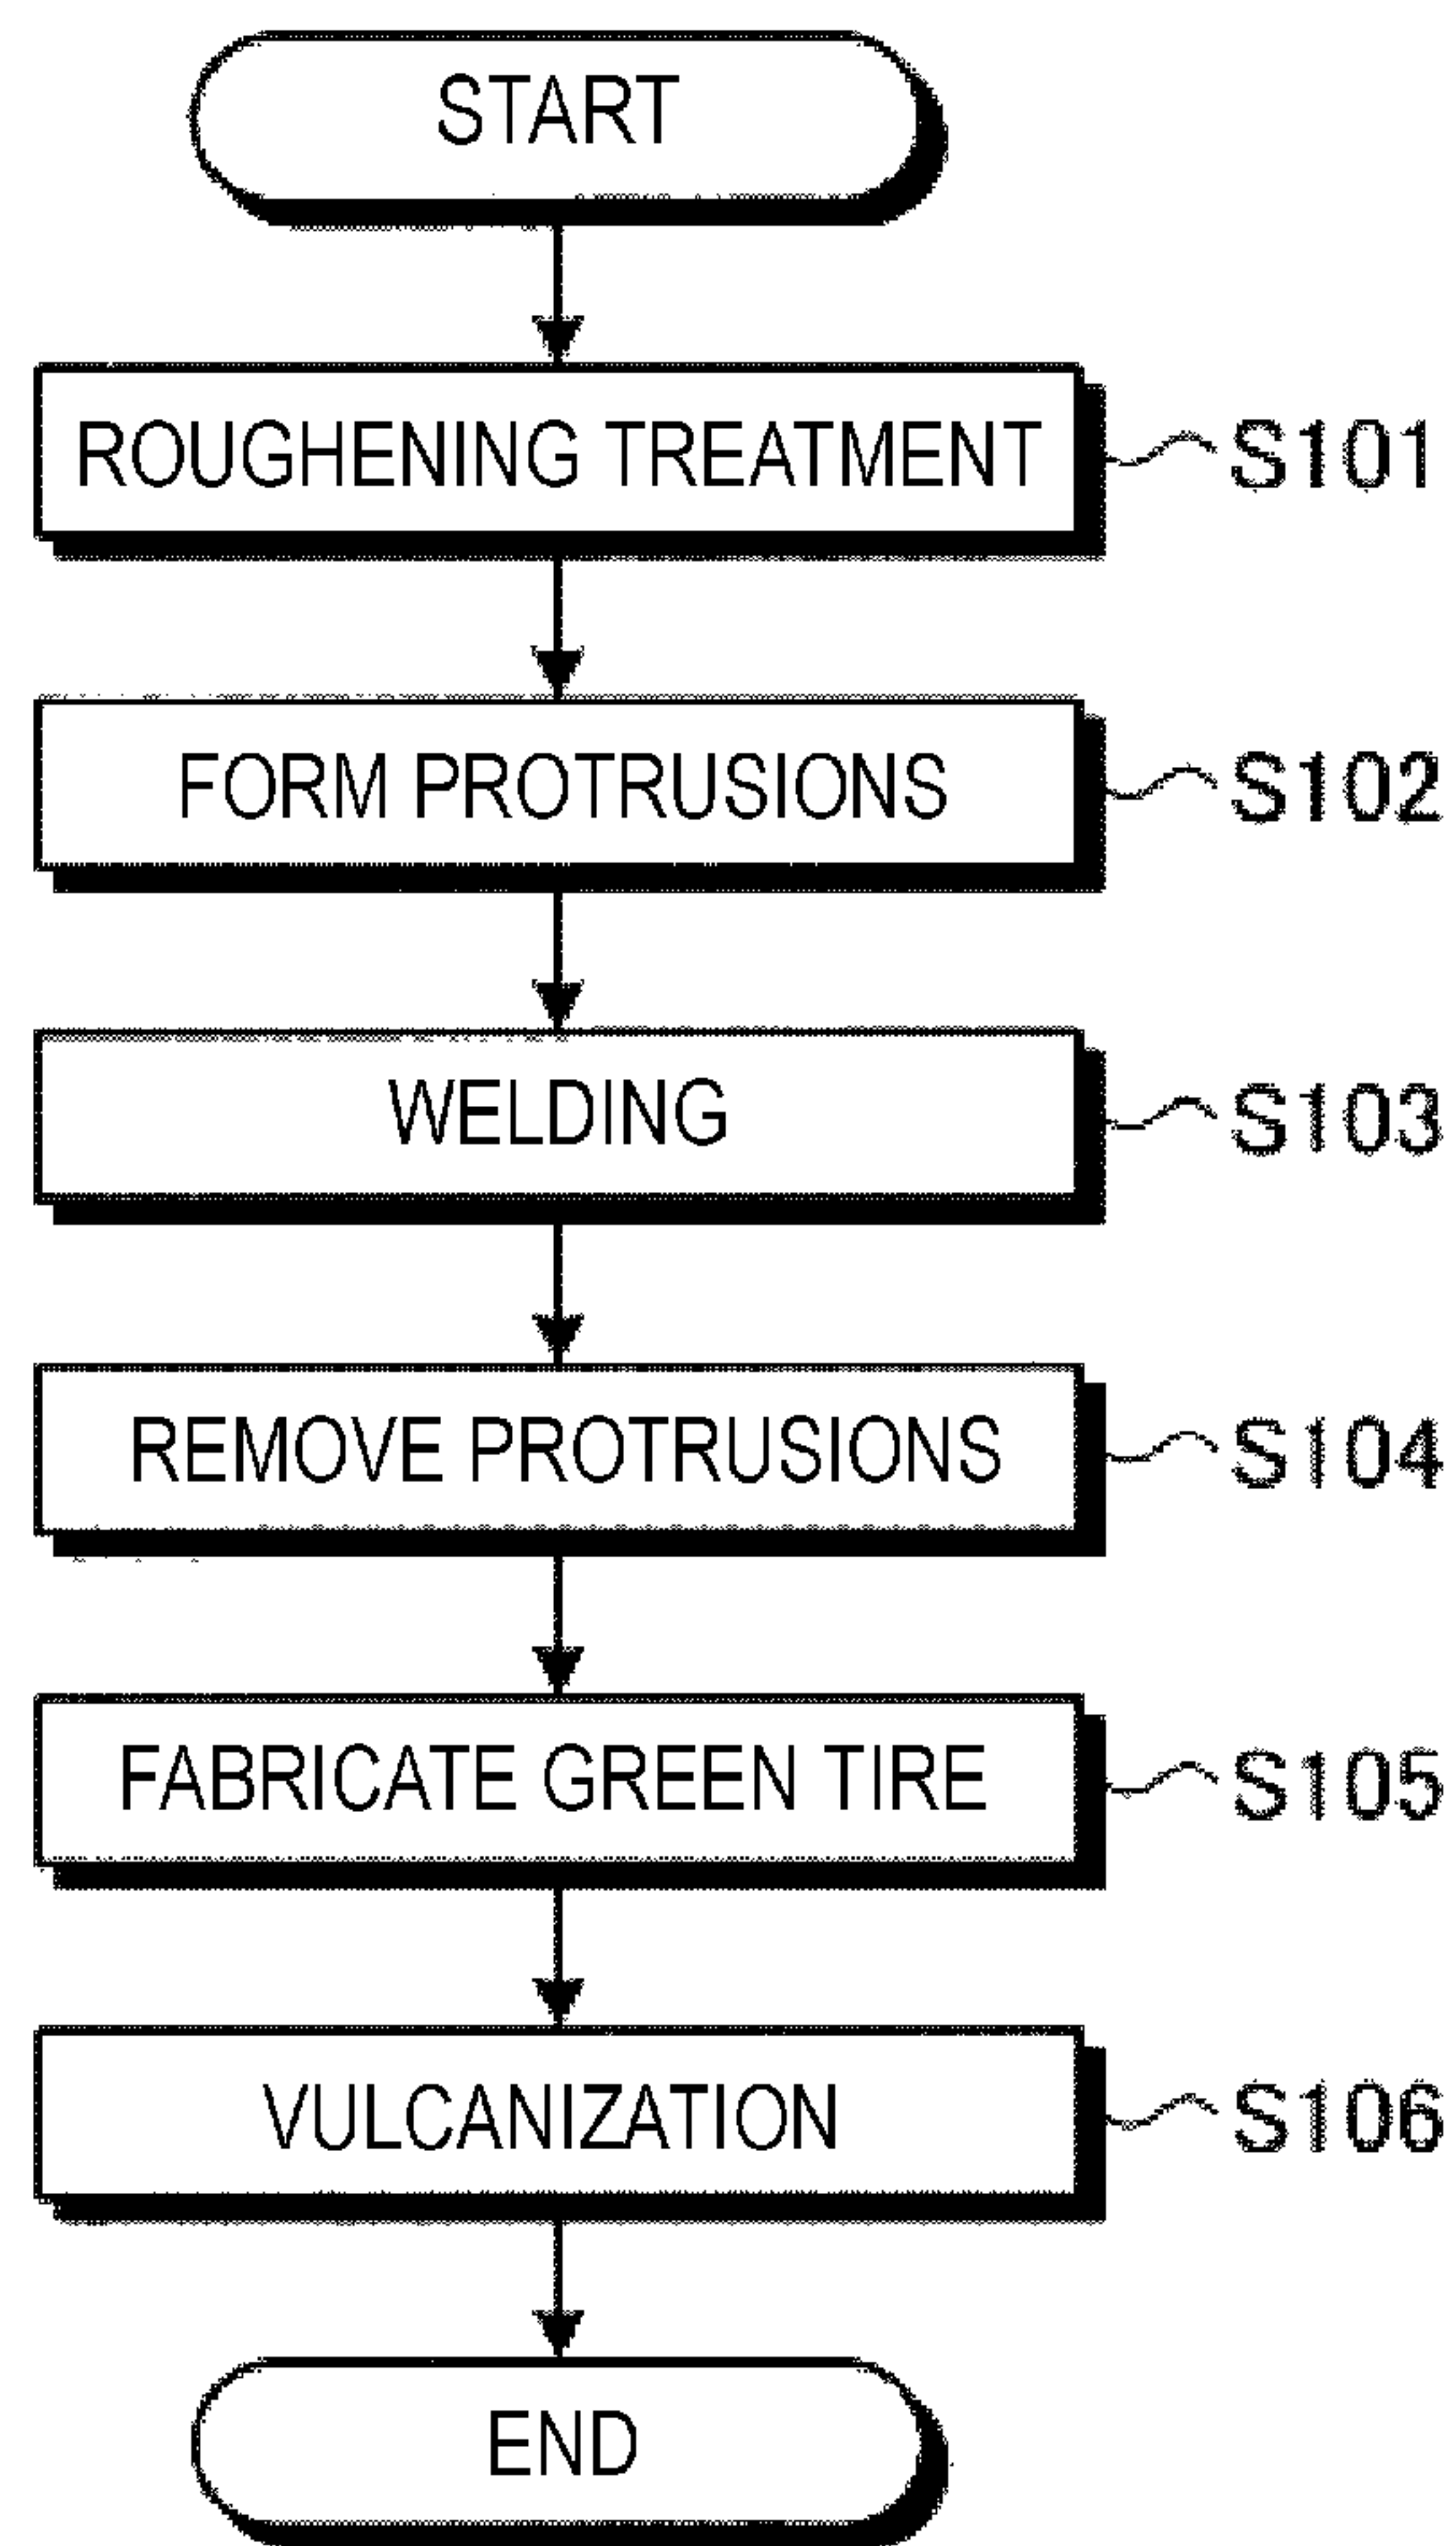 START
ROUGHENING TREATMENT S101
FORM PROTRUSIONS S102
WELDING S103
REMOVE PROTRUSIONS S104
FABRICATE GREEN TIRE S105
VULCANIZATION S106
END